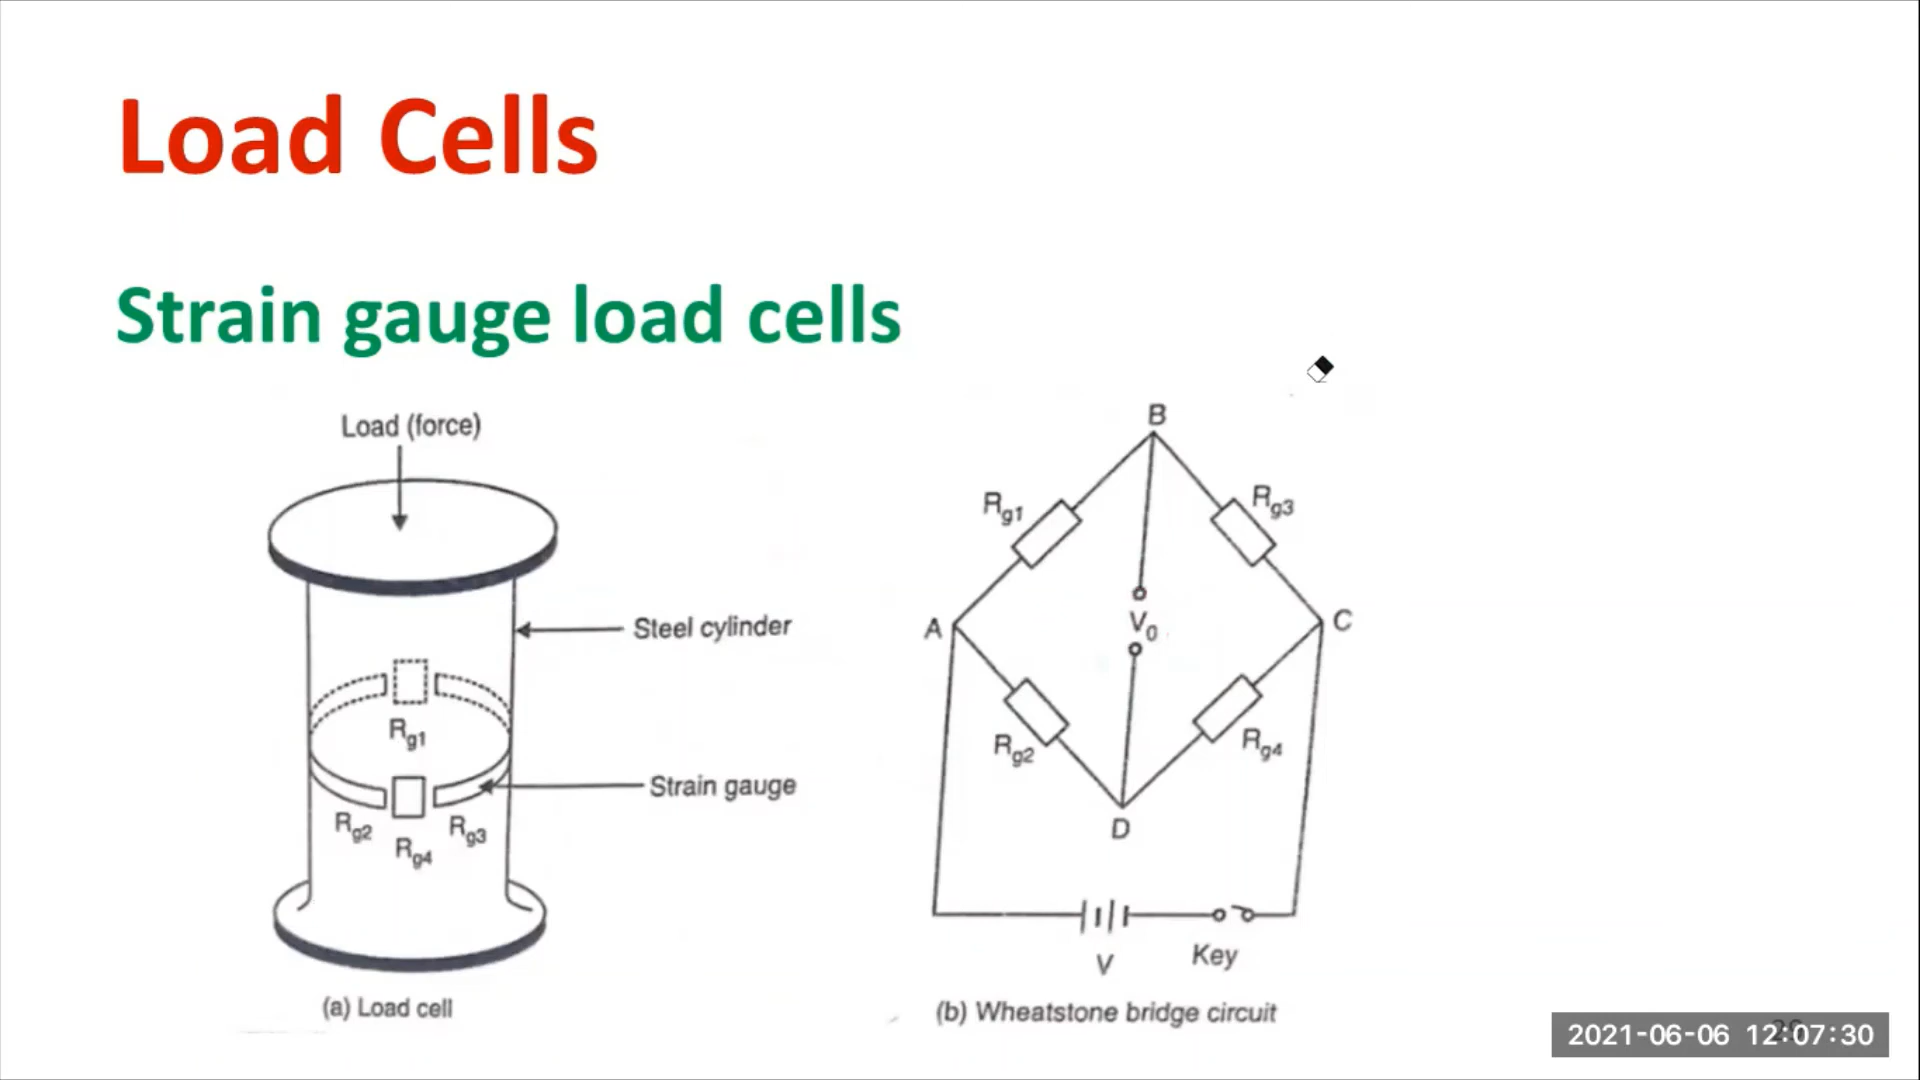 Load Cells
Strain gauge load cells
Load (force)
Steel cylinder
Rg1
Strain gauge
Rg2
Rg4
Rg3
(a) Load cell
B
Rg1
Rg3
A
V0
C
Rg2
Rg4
D
V
Key
(b) Wheatstone bridge circuit
2021-06-06 12:07:30